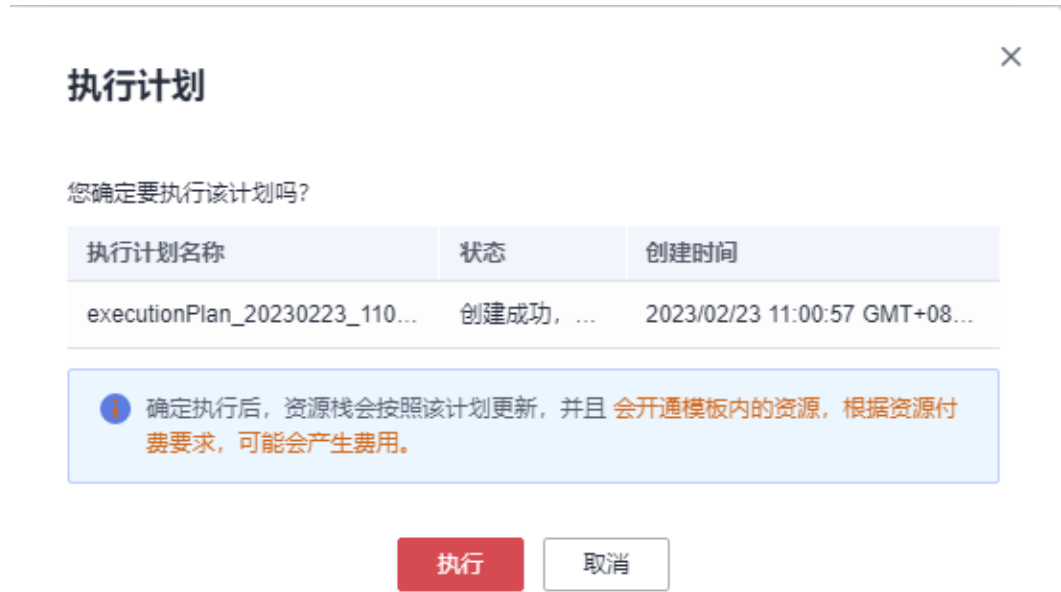 执行计划
您确定要执行该计划吗?
执行计划名称 状态 创建时间
executionPlan_20230223_110... 创建成功，... 2023/02/23 11:00:57 GMT+08...
确定执行后，资源栈会按照该计划更新，并且 会开通模板内的资源，根据资源付
费要求，可能会产生费用。
执行 取消